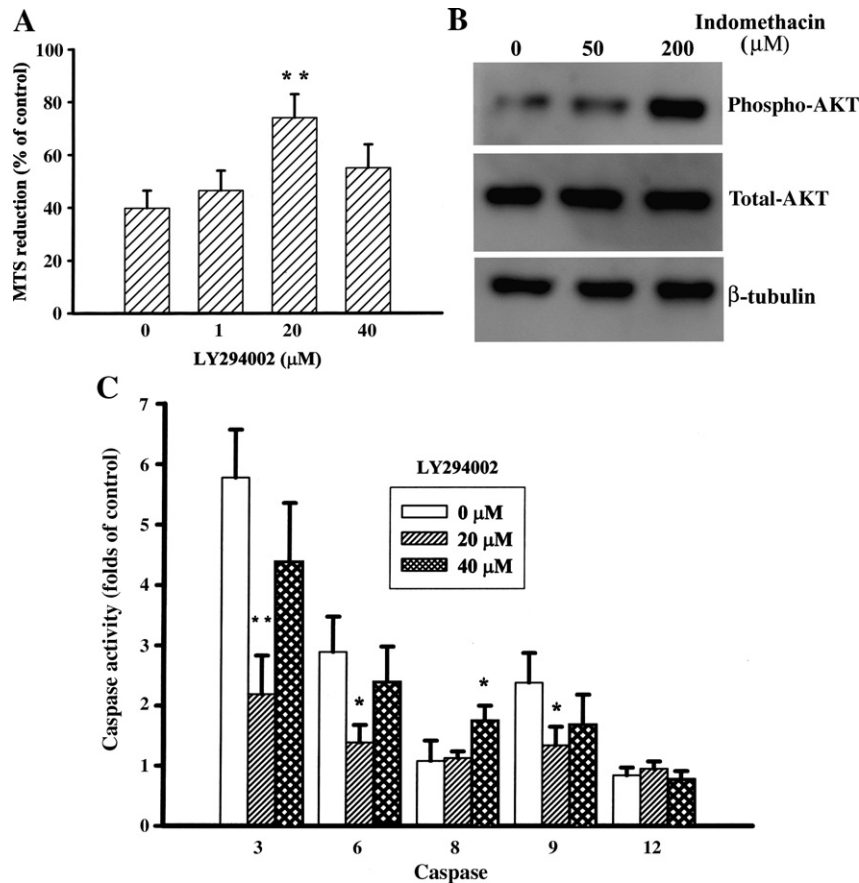 A
MTS reduction (% of control)
100
80
60
40
20
0
**
0 1 20 40
LY294002 (μM)
B
Indomethacin
0 50 200 (μM)
Phospho-AKT
Total-AKT
β-tubulin
C
Caspase activity (folds of control)
7
6
5
4
3
2
1
0
LY294002
0 μM
20 μM
40 μM
**
*
*
*
3 6 8 9 12
Caspase